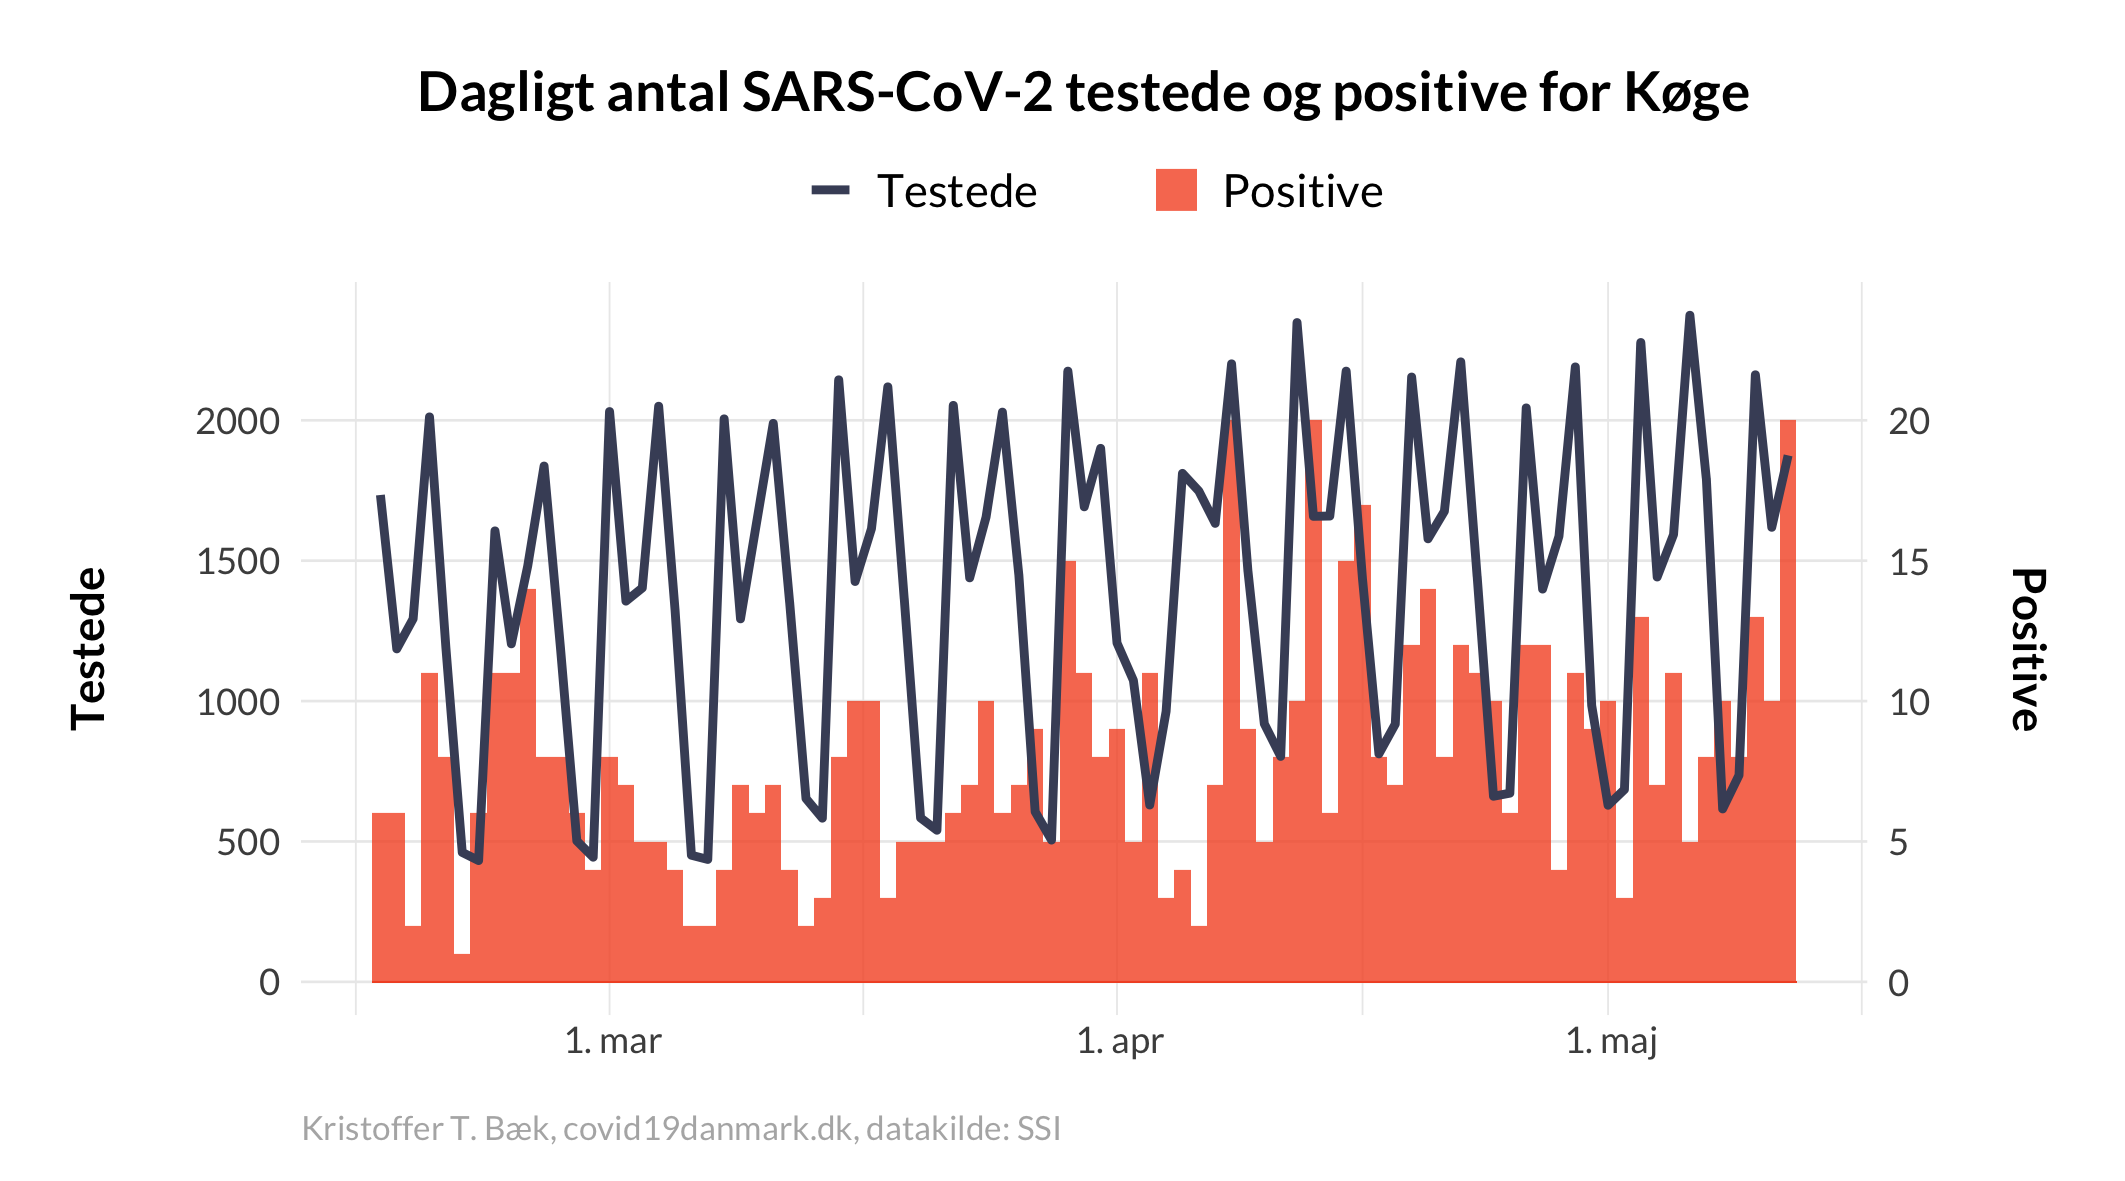 Dagligt antal SARS-CoV-2 testede og positive for Køge
Testede Positive
2000 20
1500 15
1000 10
500 5
0 0
Testede
Positive
1. mar 1. apr 1. maj
Kristoffer T. Bæk, covid19danmark.dk, datakilde: SSI